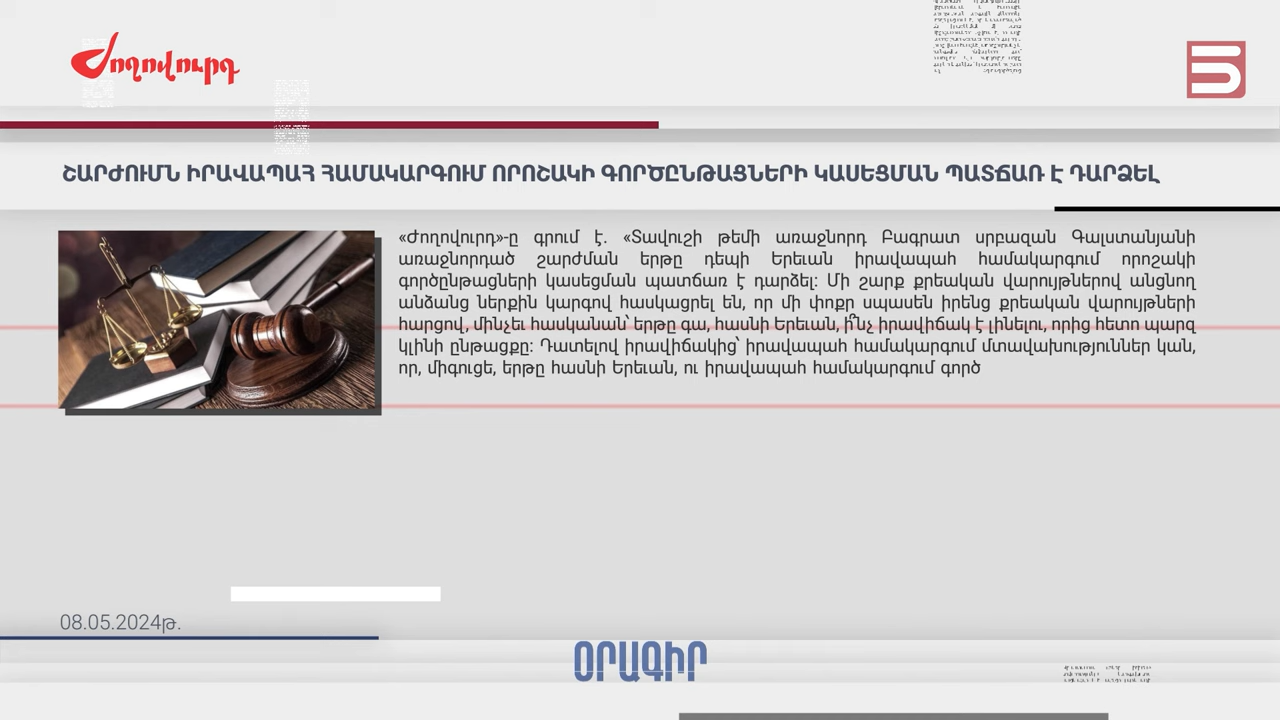 Ժողովուրդ
5
ՇԱՐԺՈՒՄՆ ԻՐԱՎԱՊԱՀ ՀԱՄԱԿԱՐԳՈՒՄ ՈՐՈՇԱԿԻ ԳՈՐԾԸՆԹԱՑՆԵՐԻ ԿԱՍԵՑՄԱՆ ՊԱՏՃԱՌ Է ԴԱՐՁԵԼ
«Ժողովուրդ»-ը գրում է. «Տավուշի թեմի առաջնորդ Բագրատ սրբազան Գալստանյանի
առաջնորդած շարժման երթը դեպի Երեւան իրավապահ համակարգում որոշակի
գործընթացների կասեցման պատճառ է դարձել: Մի շարք քրեական վարույթներով անցնող
անձանց ներքին կարգով հասկացրել են, որ մի փոքր սպասեն իրենց քրեական վարույթների
հարցով, մինչեւ հասկանան՝ երթը գա, հասնի Երեւան, ի՞նչ իրավիճակ է լինելու, որից հետո պարզ
կլինի ընթացքը: Դատելով իրավիճակից՝ իրավապահ համակարգում մտավախություններ կան,
որ, միգուցե, երթը հասնի Երեւան, ու իրավապահ համակարգում գործ
08.05.2024թ.
ՕՐԱԳԻՐ